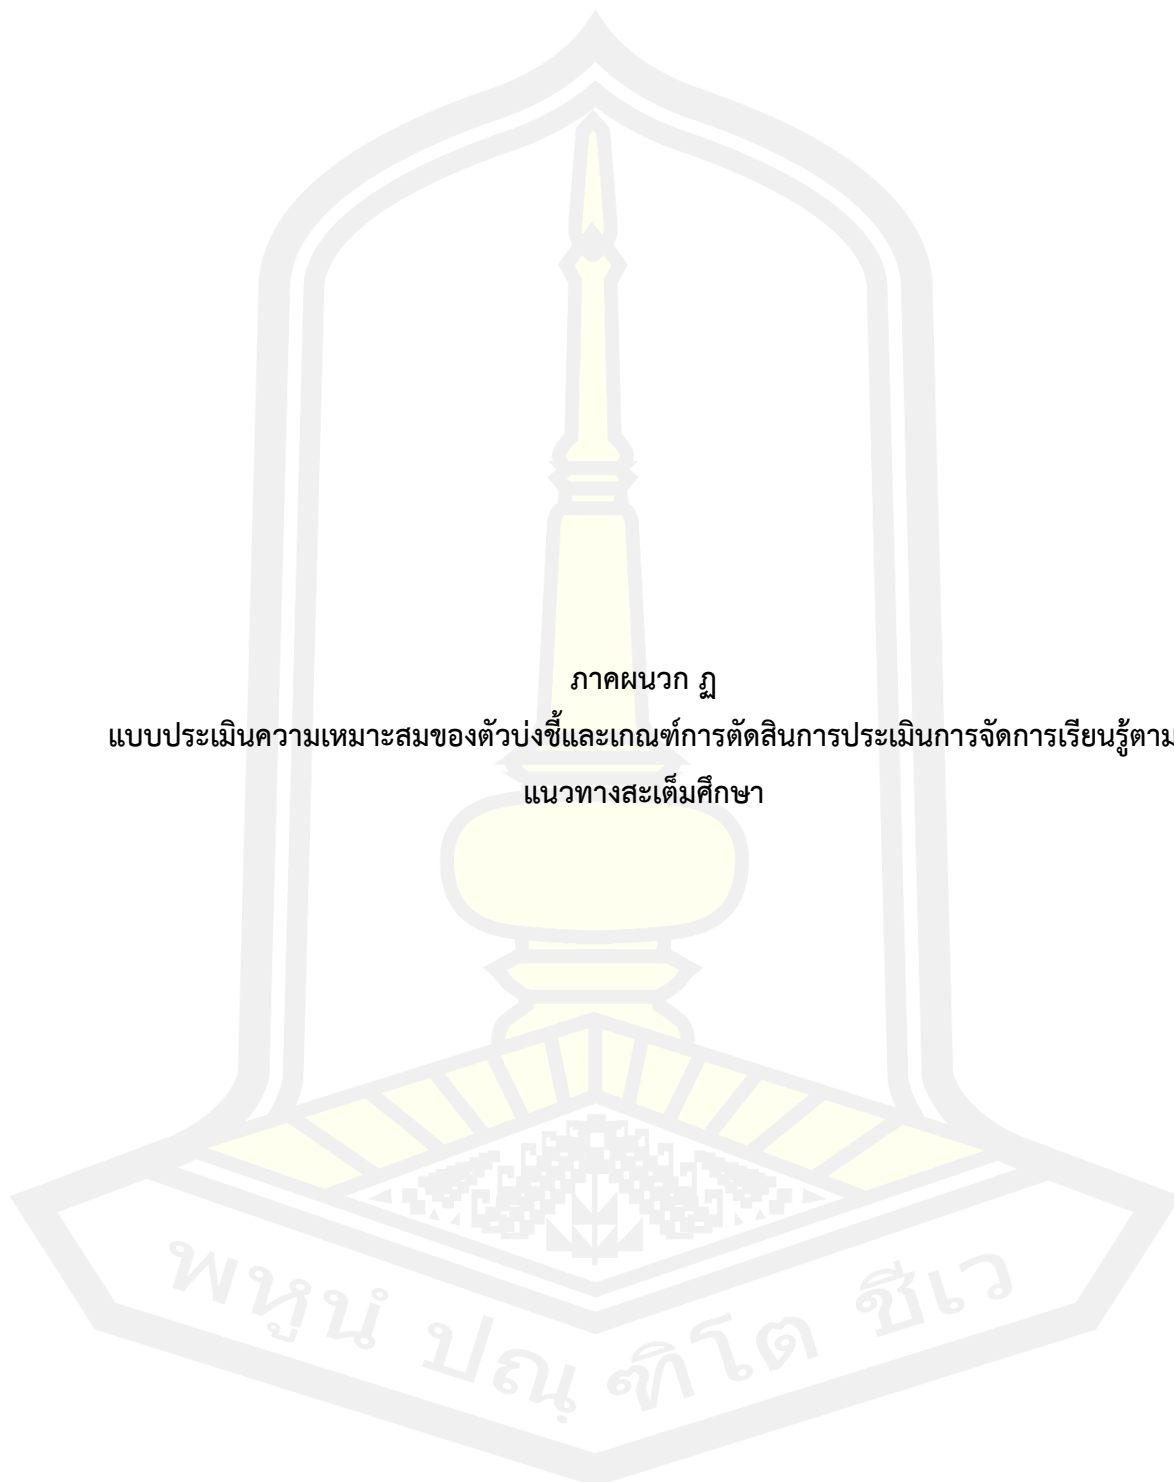 ภาคผนวก ฏ
แบบประเมินความเหมาะสมของตัวบ่งชี้และเกณฑ์การตัดสินการประเมินการจัดการเรียนรู้ตาม
แนวทางสะเต็มศึกษา
พหูนํ ปณฺฑิโต ชีเว